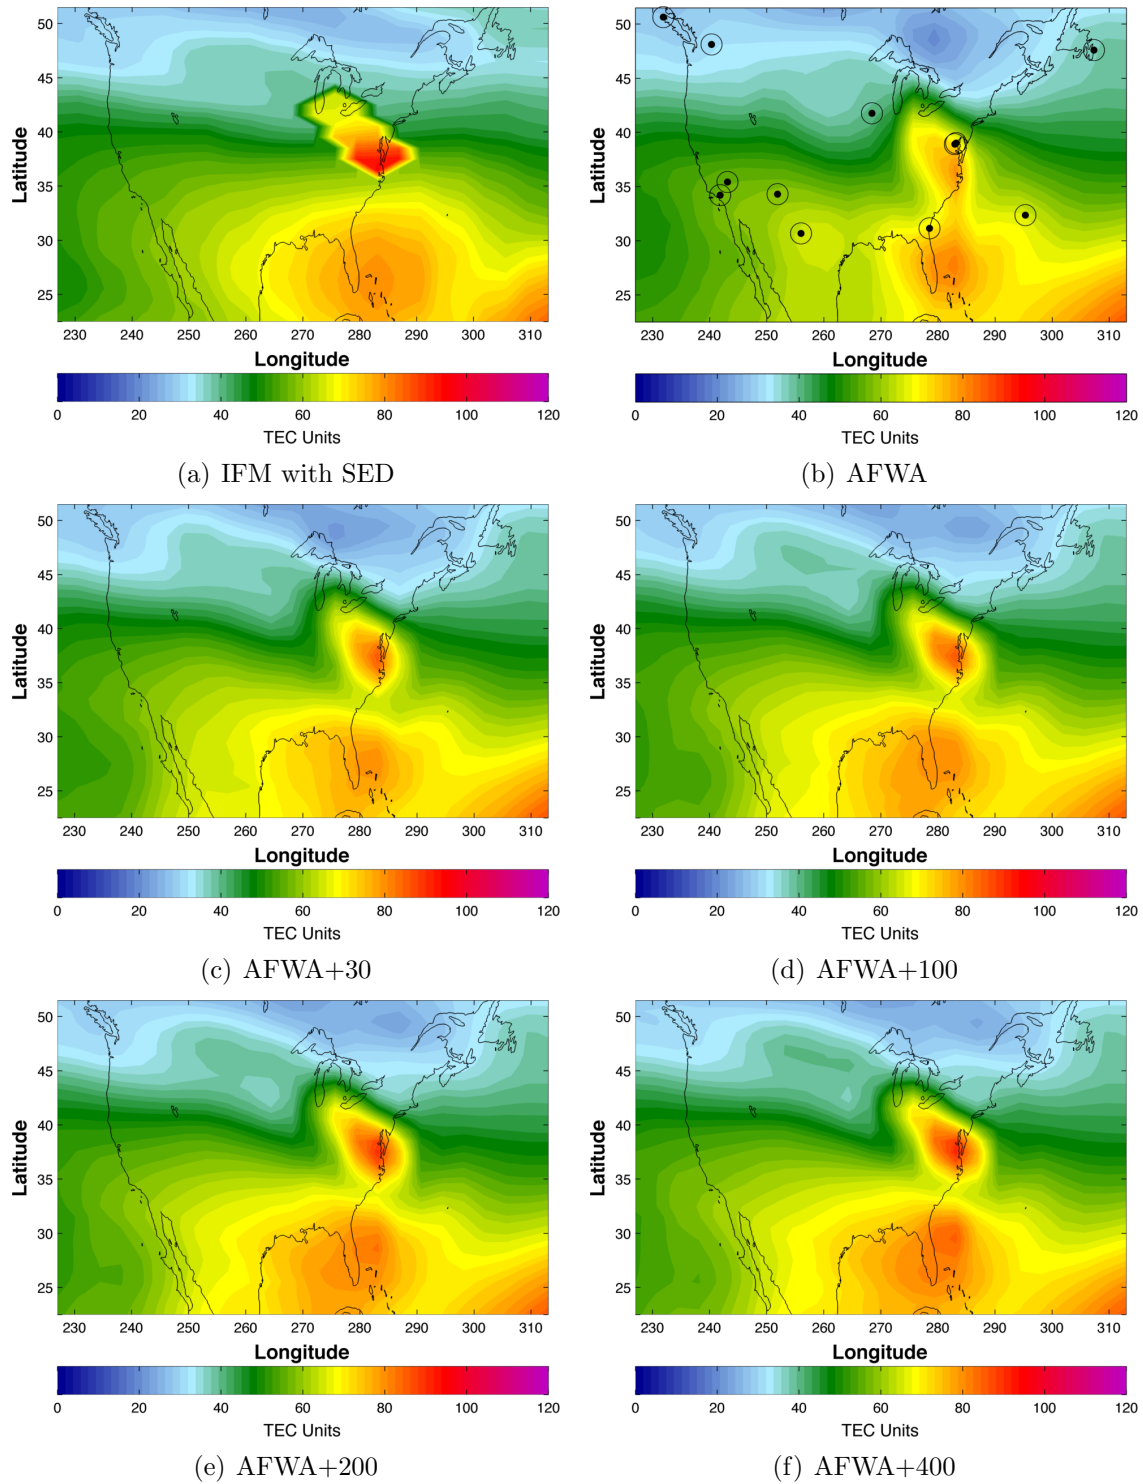 50
45
40
35
30
25
Latitude
230 240 250 260 270 280 290 300 310
Longitude
0 20 40 60 80 100 120
TEC Units
(a) IFM with SED
50
45
40
35
30
25
Latitude
230 240 250 260 270 280 290 300 310
Longitude
0 20 40 60 80 100 120
TEC Units
(b) AFWA
50
45
40
35
30
25
Latitude
230 240 250 260 270 280 290 300 310
Longitude
0 20 40 60 80 100 120
TEC Units
(c) AFWA+30
50
45
40
35
30
25
Latitude
230 240 250 260 270 280 290 300 310
Longitude
0 20 40 60 80 100 120
TEC Units
(d) AFWA+100
50
45
40
35
30
25
Latitude
230 240 250 260 270 280 290 300 310
Longitude
0 20 40 60 80 100 120
TEC Units
(e) AFWA+200
50
45
40
35
30
25
Latitude
230 240 250 260 270 280 290 300 310
Longitude
0 20 40 60 80 100 120
TEC Units
(f) AFWA+400